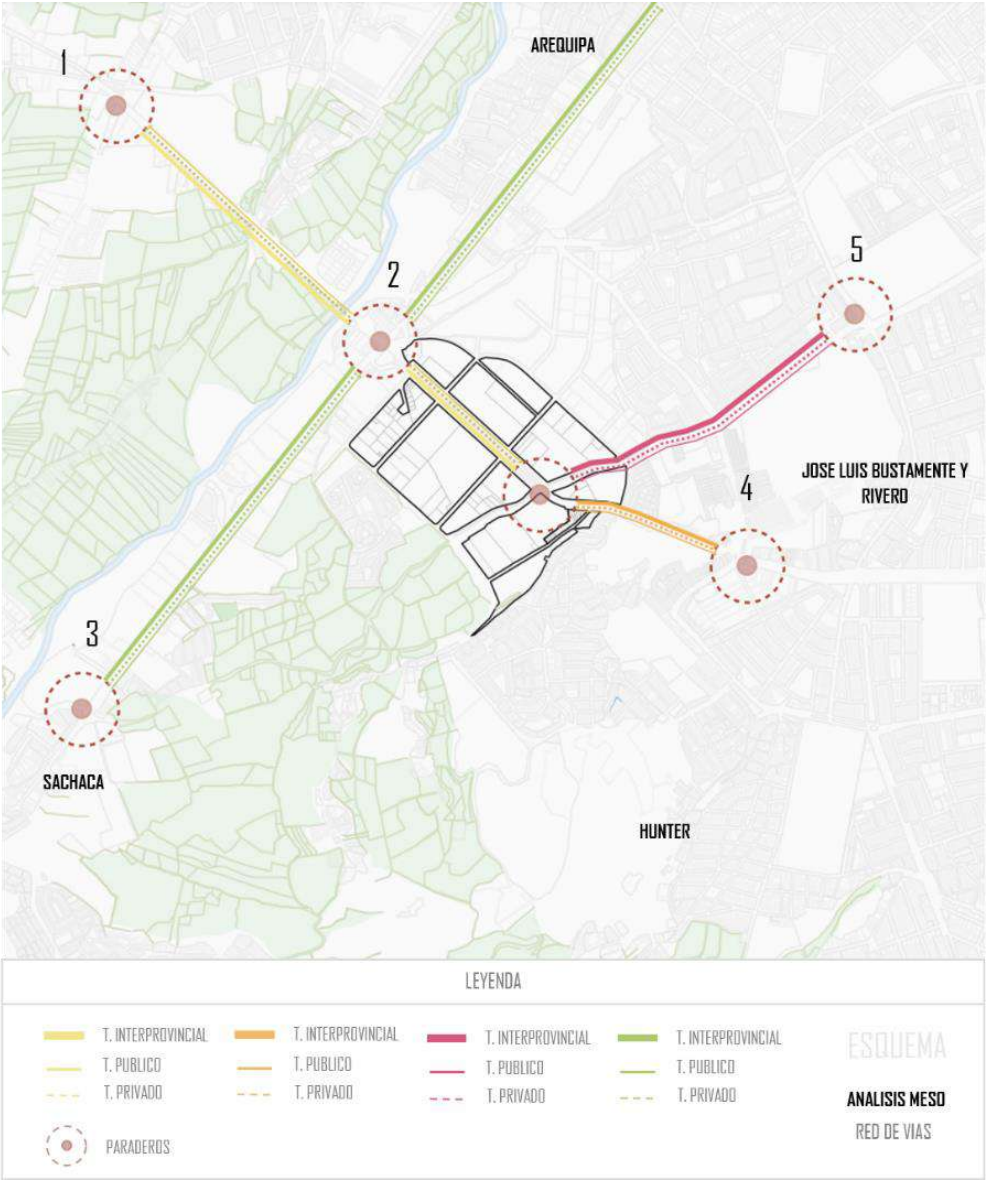 AREQUIPA
1
2
5
4
JOSE LUIS BUSTAMENTE Y
RIVERO
3
SACHACA
HUNTER
LEYENDA
T. INTERPROVINCIAL
T. PUBLICO
T. PRIVADO
T. INTERPROVINCIAL
T. PUBLICO
T. PRIVADO
T. INTERPROVINCIAL
T. PUBLICO
T. PRIVADO
T. INTERPROVINCIAL
T. PUBLICO
T. PRIVADO
PARADEROS
ESQUEMA
ANALISIS MESO
RED DE VIAS